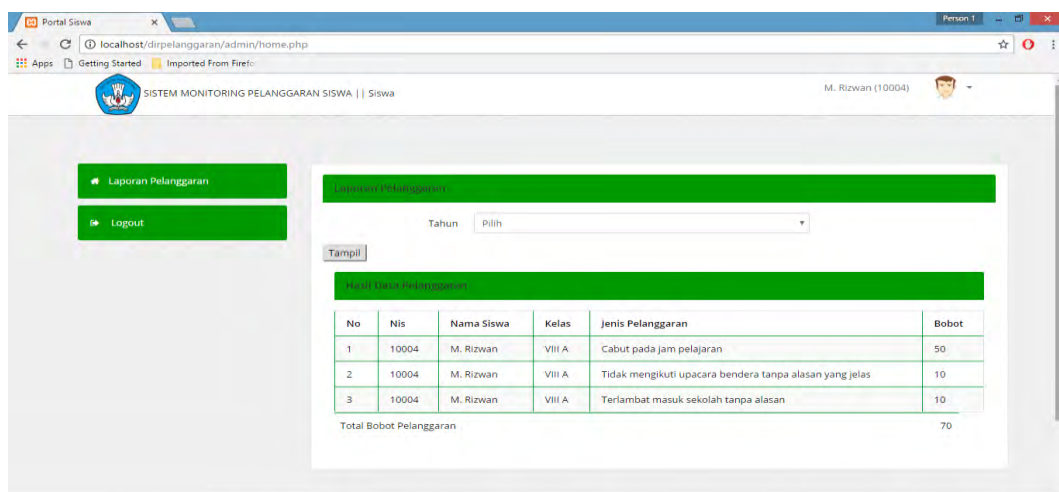 Portal Siswa
Person 1
localhost/dirpelanggaran/admin/home.php
Apps Getting Started Imported From Firefo
SISTEM MONITORING PELANGGARAN SISWA || Siswa
M. Rizwan (10004)
Laporan Pelanggaran
Logout
Laporan Pelanggaran
Tahun Pilih
Tampil
Hasil Data Pelanggaran
No Nis Nama Siswa Kelas Jenis Pelanggaran Bobot
1 10004 M. Rizwan VIII A Cabut pada jam pelajaran 50
2 10004 M. Rizwan VIII A Tidak mengikuti upacara bendera tanpa alasan yang jelas 10
3 10004 M. Rizwan VIII A Terlambat masuk sekolah tanpa alasan 10
Total Bobot Pelanggaran 70